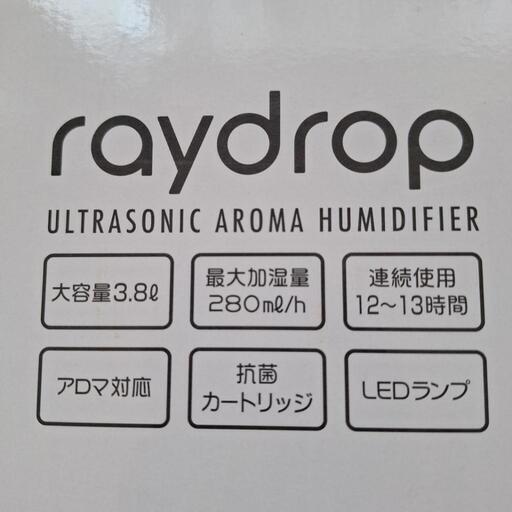 raydrop
ULTRASONIC AROMA HUMIDIFIER
大容量3.8ℓ
最大加湿量
280mℓ/h
連続使用
12～13時間
アロマ対応
抗菌
カートリッジ
LEDランプ